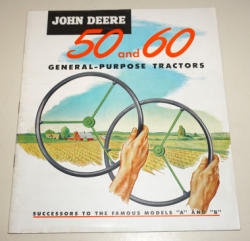 JOHN DEERE
50 and 60
GENERAL-PURPOSE TRACTORS
SUCCESSORS TO THE FAMOUS MODELS "A" AND "B"